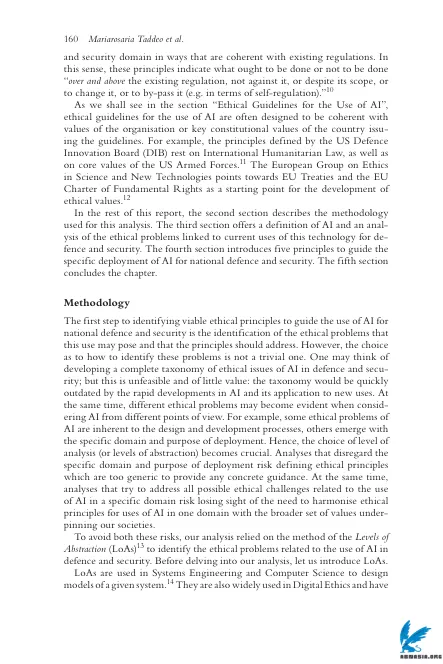 160 Mariarosaria Taddeo et al.
and security domain in ways that are coherent with existing regulations. In
this sense, these principles indicate what ought to be done or not to be done
“over and above the existing regulation, not against it, or despite its scope, or
to change it, or to by-pass it (e.g. in terms of self-regulation).”10
As we shall see in the section “Ethical Guidelines for the Use of AI”,
ethical guidelines for the use of AI are often designed to be coherent with
values of the organisation or key constitutional values of the country issu-
ing the guidelines. For example, the principles defined by the US Defence
Innovation Board (DIB) rest on International Humanitarian Law, as well as
on core values of the US Armed Forces.11 The European Group on Ethics
in Science and New Technologies points towards EU Treaties and the EU
Charter of Fundamental Rights as a starting point for the development of
ethical values.12
In the rest of this report, the second section describes the methodology
used for this analysis. The third section offers a definition of AI and an anal-
ysis of the ethical problems linked to current uses of this technology for de-
fence and security. The fourth section introduces five principles to guide the
specific deployment of AI for national defence and security. The fifth section
concludes the chapter.
Methodology
The first step to identifying viable ethical principles to guide the use of AI for
national defence and security is the identification of the ethical problems that
this use may pose and that the principles should address. However, the choice
as to how to identify these problems is not a trivial one. One may think of
developing a complete taxonomy of ethical issues of AI in defence and secu-
rity; but this is unfeasible and of little value: the taxonomy would be quickly
outdated by the rapid developments in AI and its application to new uses. At
the same time, different ethical problems may become evident when consid-
ering AI from different points of view. For example, some ethical problems of
AI are inherent to the design and development processes, others emerge with
the specific domain and purpose of deployment. Hence, the choice of level of
analysis (or levels of abstraction) becomes crucial. Analyses that disregard the
specific domain and purpose of deployment risk defining ethical principles
which are too generic to provide any concrete guidance. At the same time,
analyses that try to address all possible ethical challenges related to the use
of AI in a specific domain risk losing sight of the need to harmonise ethical
principles for uses of AI in one domain with the broader set of values under-
pinning our societies.
To avoid both these risks, our analysis relied on the method of the Levels of
Abstraction (LoAs)13 to identify the ethical problems related to the use of AI in
defence and security. Before delving into our analysis, let us introduce LoAs.
LoAs are used in Systems Engineering and Computer Science to design
models of a given system.14 They are also widely used in Digital Ethics and have